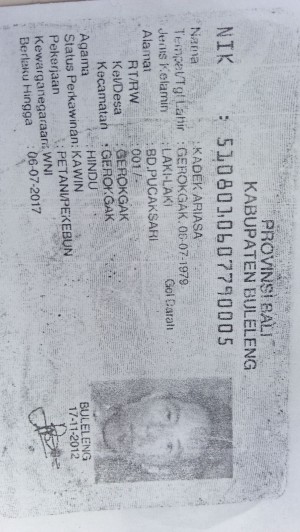 PROVINSI BALI
KABUPATEN BULELENG
NIK : 5108010607790005
Nama : KADEK ARIASA
Tempat/Tgl Lahir : GEROKGAK, 06-07-1979
Jenis Kelamin : LAKI-LAKI Gol Darah
Alamat : BD.PUCAKSARI
RT/RW : 001/-
Kel/Desa : GEROKGAK
Kecamatan : GEROKGAK
Agama : HINDU
Status Perkawinan: KAWIN
Pekerjaan : PETANI/PEKEBUN
Kewarganegaraan: WNI
Berlaku Hingga : 06-07-2017
BULELENG
17-11-2012